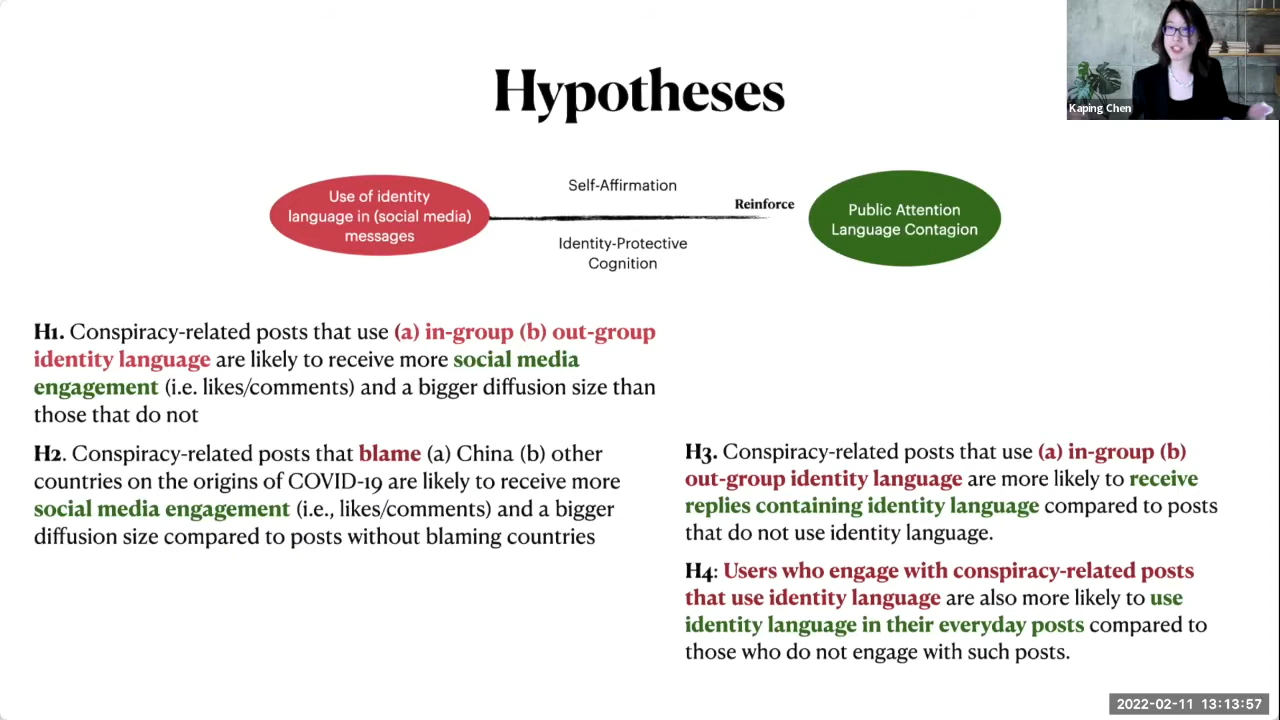 Kaping Chen
Hypotheses
Use of identity
language in (social media)
messages
Self-Affirmation
Reinforce
Identity-Protective
Cognition
Public Attention
Language Contagion
H1. Conspiracy-related posts that use (a) in-group (b) out-group
identity language are likely to receive more social media
engagement (i.e. likes/comments) and a bigger diffusion size than
those that do not
H2. Conspiracy-related posts that blame (a) China (b) other
countries on the origins of COVID-19 are likely to receive more
social media engagement (i.e., likes/comments) and a bigger
diffusion size compared to posts without blaming countries
H3. Conspiracy-related posts that use (a) in-group (b)
out-group identity language are more likely to receive
replies containing identity language compared to posts
that do not use identity language.
H4: Users who engage with conspiracy-related posts
that use identity language are also more likely to use
identity language in their everyday posts compared to
those who do not engage with such posts.
2022-02-11 13:13:57